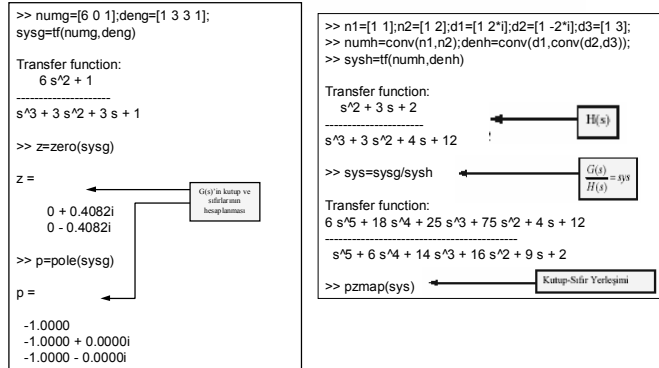 >> numg=[6 0 1];deng=[1 3 3 1];
sysg=tf(numg,deng)
Transfer function:
6 s^2 + 1
---------------------
s^3 + 3 s^2 + 3 s + 1
>> z=zero(sysg)
z =
0 + 0.4082i
0 - 0.4082i
G(s)'in kutup ve
sıfırlarının
hesaplanması
>> p=pole(sysg)
p =
-1.0000
-1.0000 + 0.0000i
-1.0000 - 0.0000i
>> n1=[1 1];n2=[1 2];d1=[1 2*i];d2=[1 -2*i];d3=[1 3];
>> numh=conv(n1,n2);denh=conv(d1,conv(d2,d3));
>> sysh=tf(numh,denh)
Transfer function:
s^2 + 3 s + 2
----------------------
s^3 + 3 s^2 + 4 s + 12
H(s)
>> sys=sysg/sysh
G(s)
H(s) = sys
Transfer function:
6 s^5 + 18 s^4 + 25 s^3 + 75 s^2 + 4 s + 12
-------------------------------------------
s^5 + 6 s^4 + 14 s^3 + 16 s^2 + 9 s + 2
>> pzmap(sys)
Kutup-Sıfır Yerleşimi